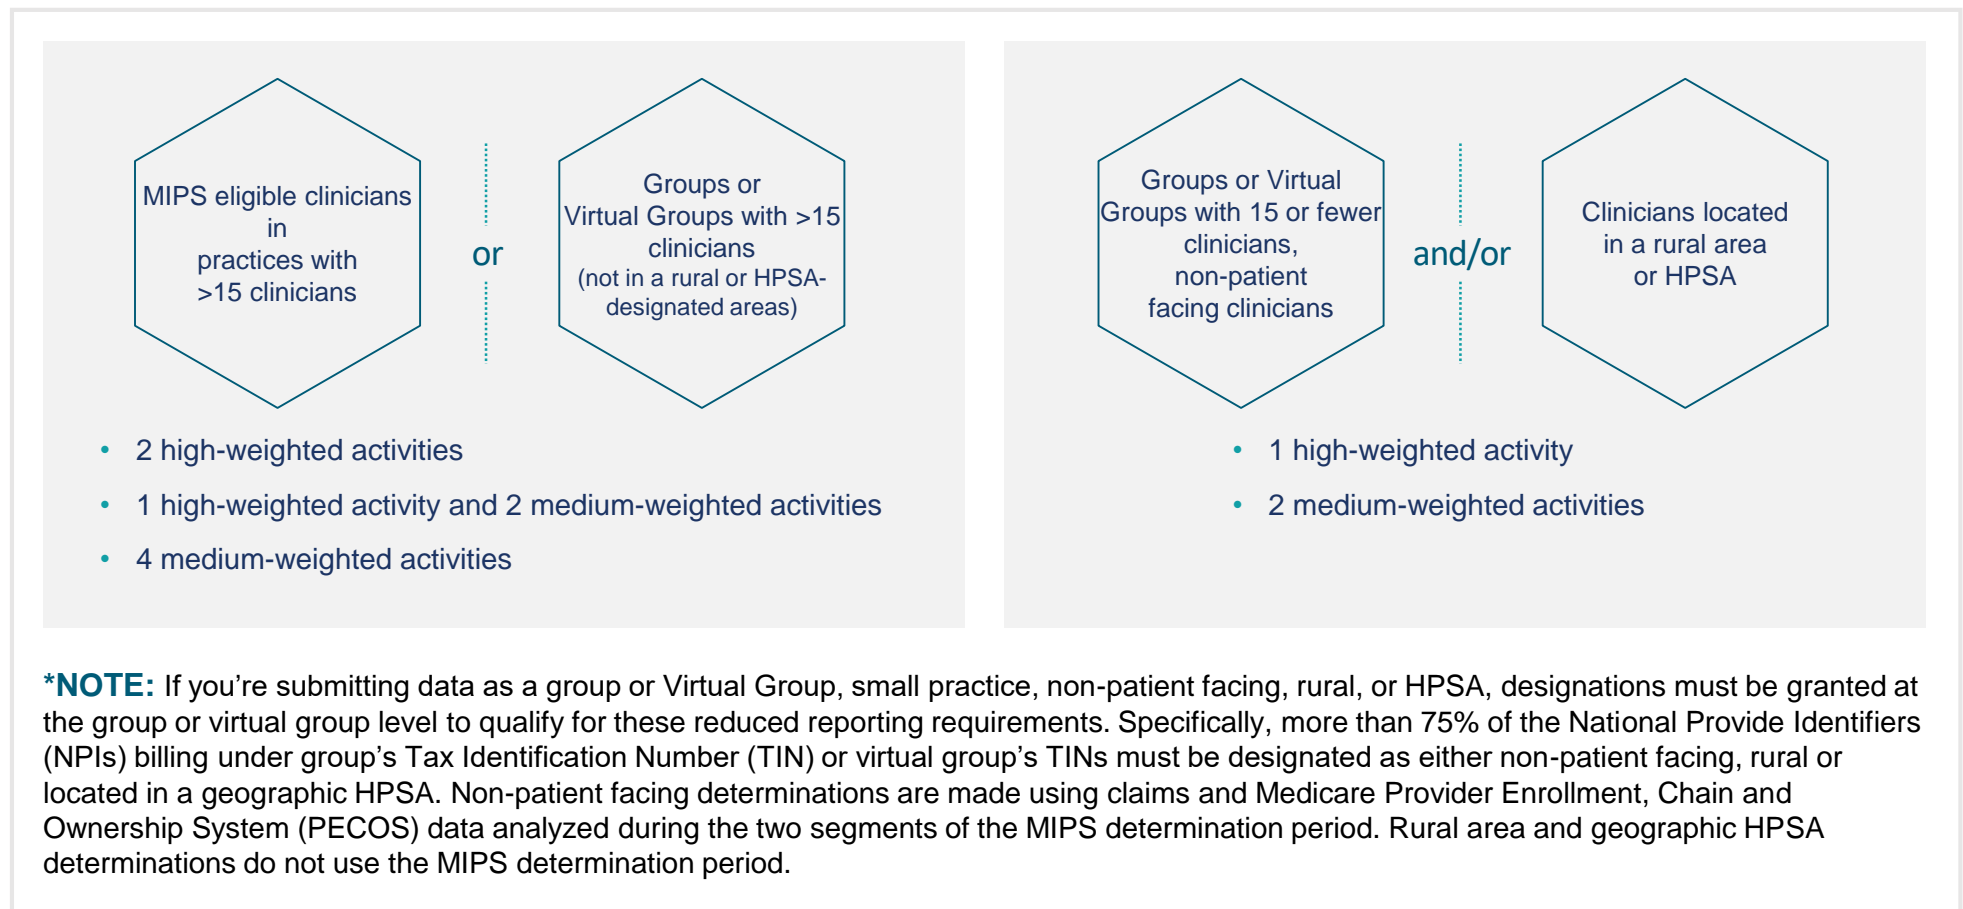 MIPS eligible clinicians
in
practices with
>15 clinicians
or
Groups or
Virtual Groups with >15
clinicians
(not in a rural or HPSA-
designated areas)
• 2 high-weighted activities
• 1 high-weighted activity and 2 medium-weighted activities
• 4 medium-weighted activities
Groups or Virtual
Groups with 15 or fewer
clinicians,
non-patient
facing clinicians
and/or
Clinicians located
in a rural area
or HPSA
• 1 high-weighted activity
• 2 medium-weighted activities
*NOTE: If you’re submitting data as a group or Virtual Group, small practice, non-patient facing, rural, or HPSA, designations must be granted at
the group or virtual group level to qualify for these reduced reporting requirements. Specifically, more than 75% of the National Provide Identifiers
(NPIs) billing under group’s Tax Identification Number (TIN) or virtual group’s TINs must be designated as either non-patient facing, rural or
located in a geographic HPSA. Non-patient facing determinations are made using claims and Medicare Provider Enrollment, Chain and
Ownership System (PECOS) data analyzed during the two segments of the MIPS determination period. Rural area and geographic HPSA
determinations do not use the MIPS determination period.